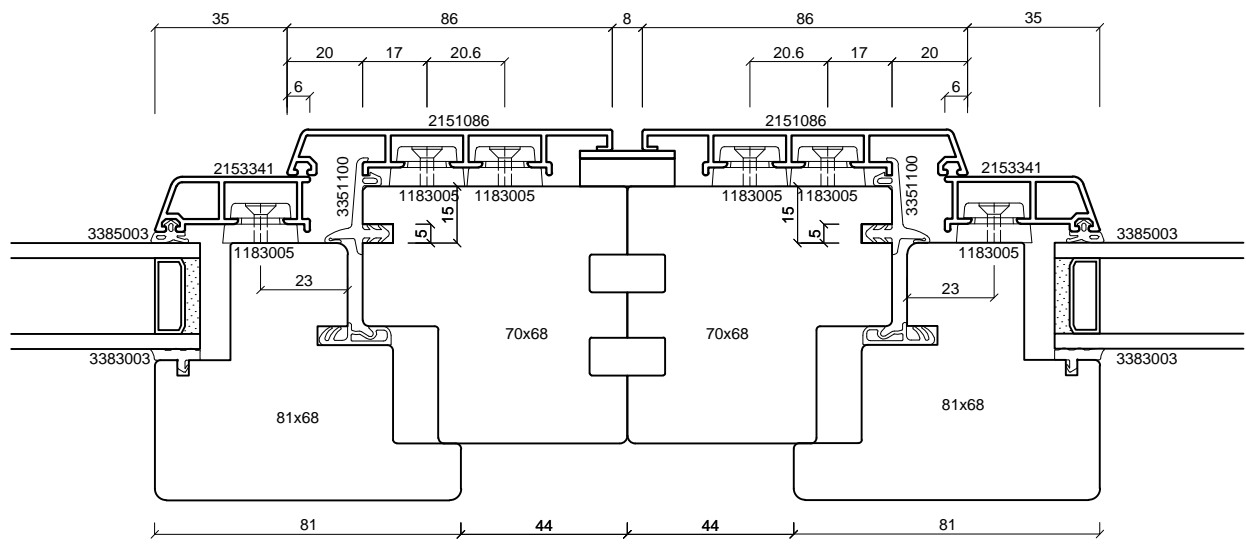 35 86 8 86 35
20 17 20.6 20.6 17 20
6 6
2151086 2151086
2153341 2153341
3351100 3351100
1183005 1183005 1183005 1183005
15 15
5 5
3385003 3385003
1183005 1183005
23 23
70x68 70x68
3383003 3383003
81x68 81x68
81 44 44 81